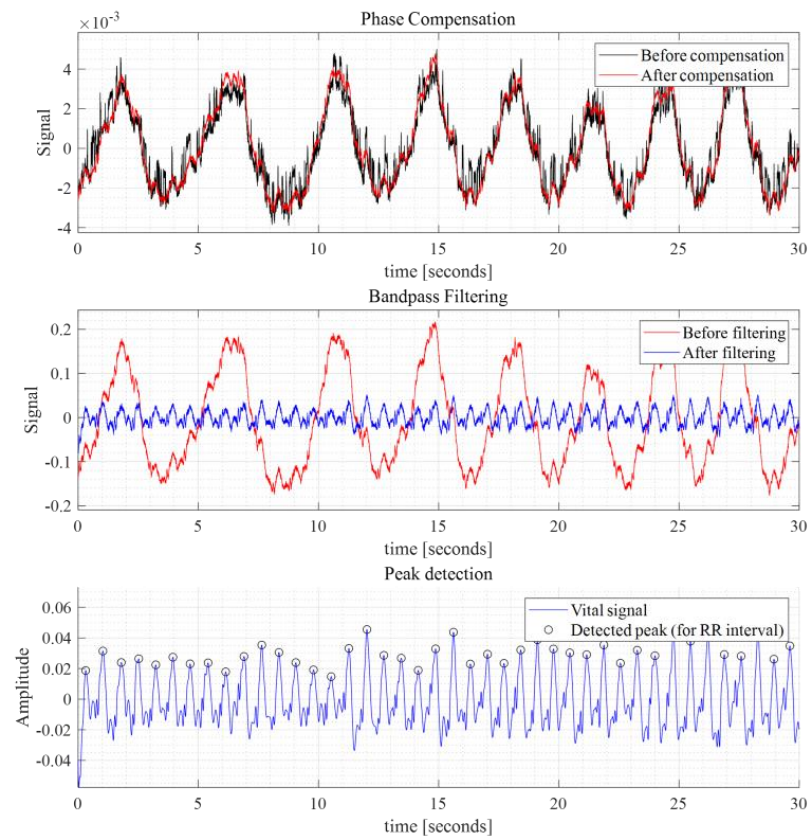 Phase Compensation
×10⁻³
4
2
0
-2
-4
Signal
Before compensation
After compensation
0 5 10 15 20 25 30
time [seconds]
Bandpass Filtering
0.2
0.1
0
-0.1
-0.2
Signal
Before filtering
After filtering
0 5 10 15 20 25 30
time [seconds]
Peak detection
0.06
0.04
0.02
0
-0.02
-0.04
Amplitude
Vital signal
Detected peak (for RR interval)
0 5 10 15 20 25 30
time [seconds]